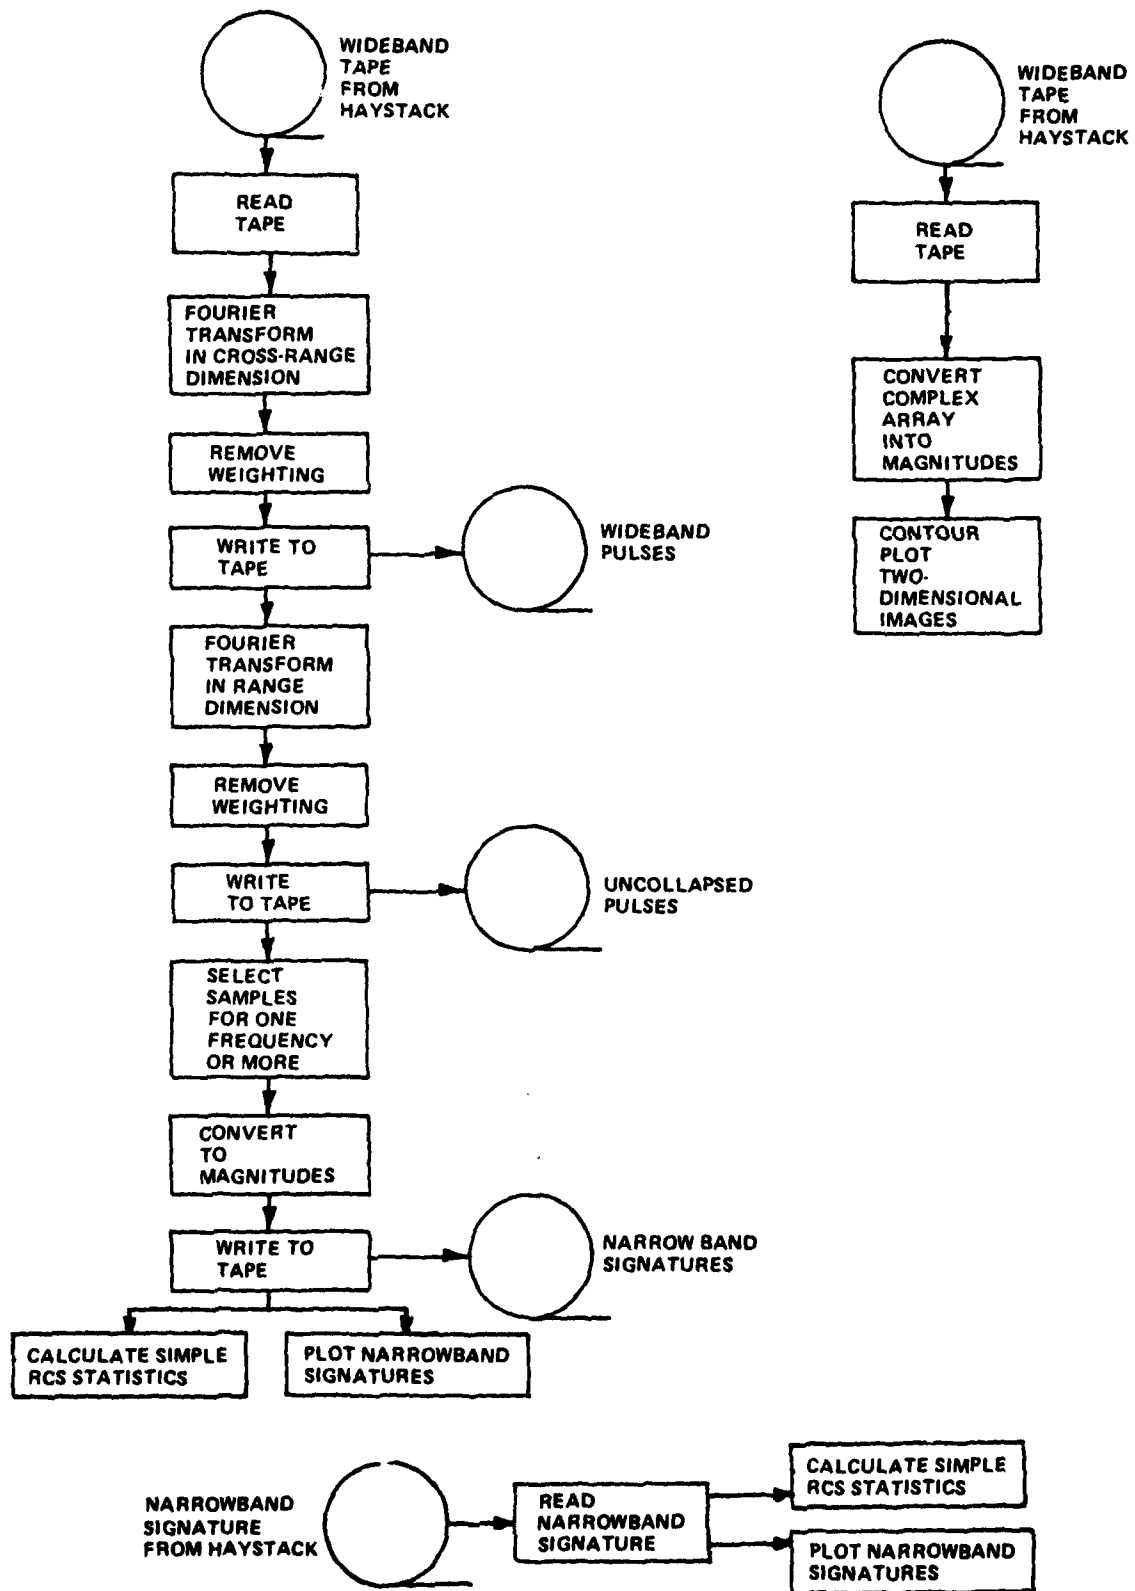 WIDEBAND
TAPE
FROM
HAYSTACK
READ
TAPE
FOURIER
TRANSFORM
IN CROSS-RANGE
DIMENSION
REMOVE
WEIGHTING
WRITE TO
TAPE
WIDEBAND
PULSES
FOURIER
TRANSFORM
IN RANGE
DIMENSION
REMOVE
WEIGHTING
WRITE
TO TAPE
UNCOLLAPSED
PULSES
SELECT
SAMPLES
FOR ONE
FREQUENCY
OR MORE
CONVERT
TO
MAGNITUDES
WRITE TO
TAPE
NARROW BAND
SIGNATURES
CALCULATE SIMPLE
RCS STATISTICS
PLOT NARROWBAND
SIGNATURES
WIDEBAND
TAPE
FROM
HAYSTACK
READ
TAPE
CONVERT
COMPLEX
ARRAY
INTO
MAGNITUDES
CONTOUR
PLOT
TWO-
DIMENSIONAL
IMAGES
NARROWBAND
SIGNATURE
FROM HAYSTACK
READ
NARROWBAND
SIGNATURE
CALCULATE SIMPLE
RCS STATISTICS
PLOT NARROWBAND
SIGNATURES